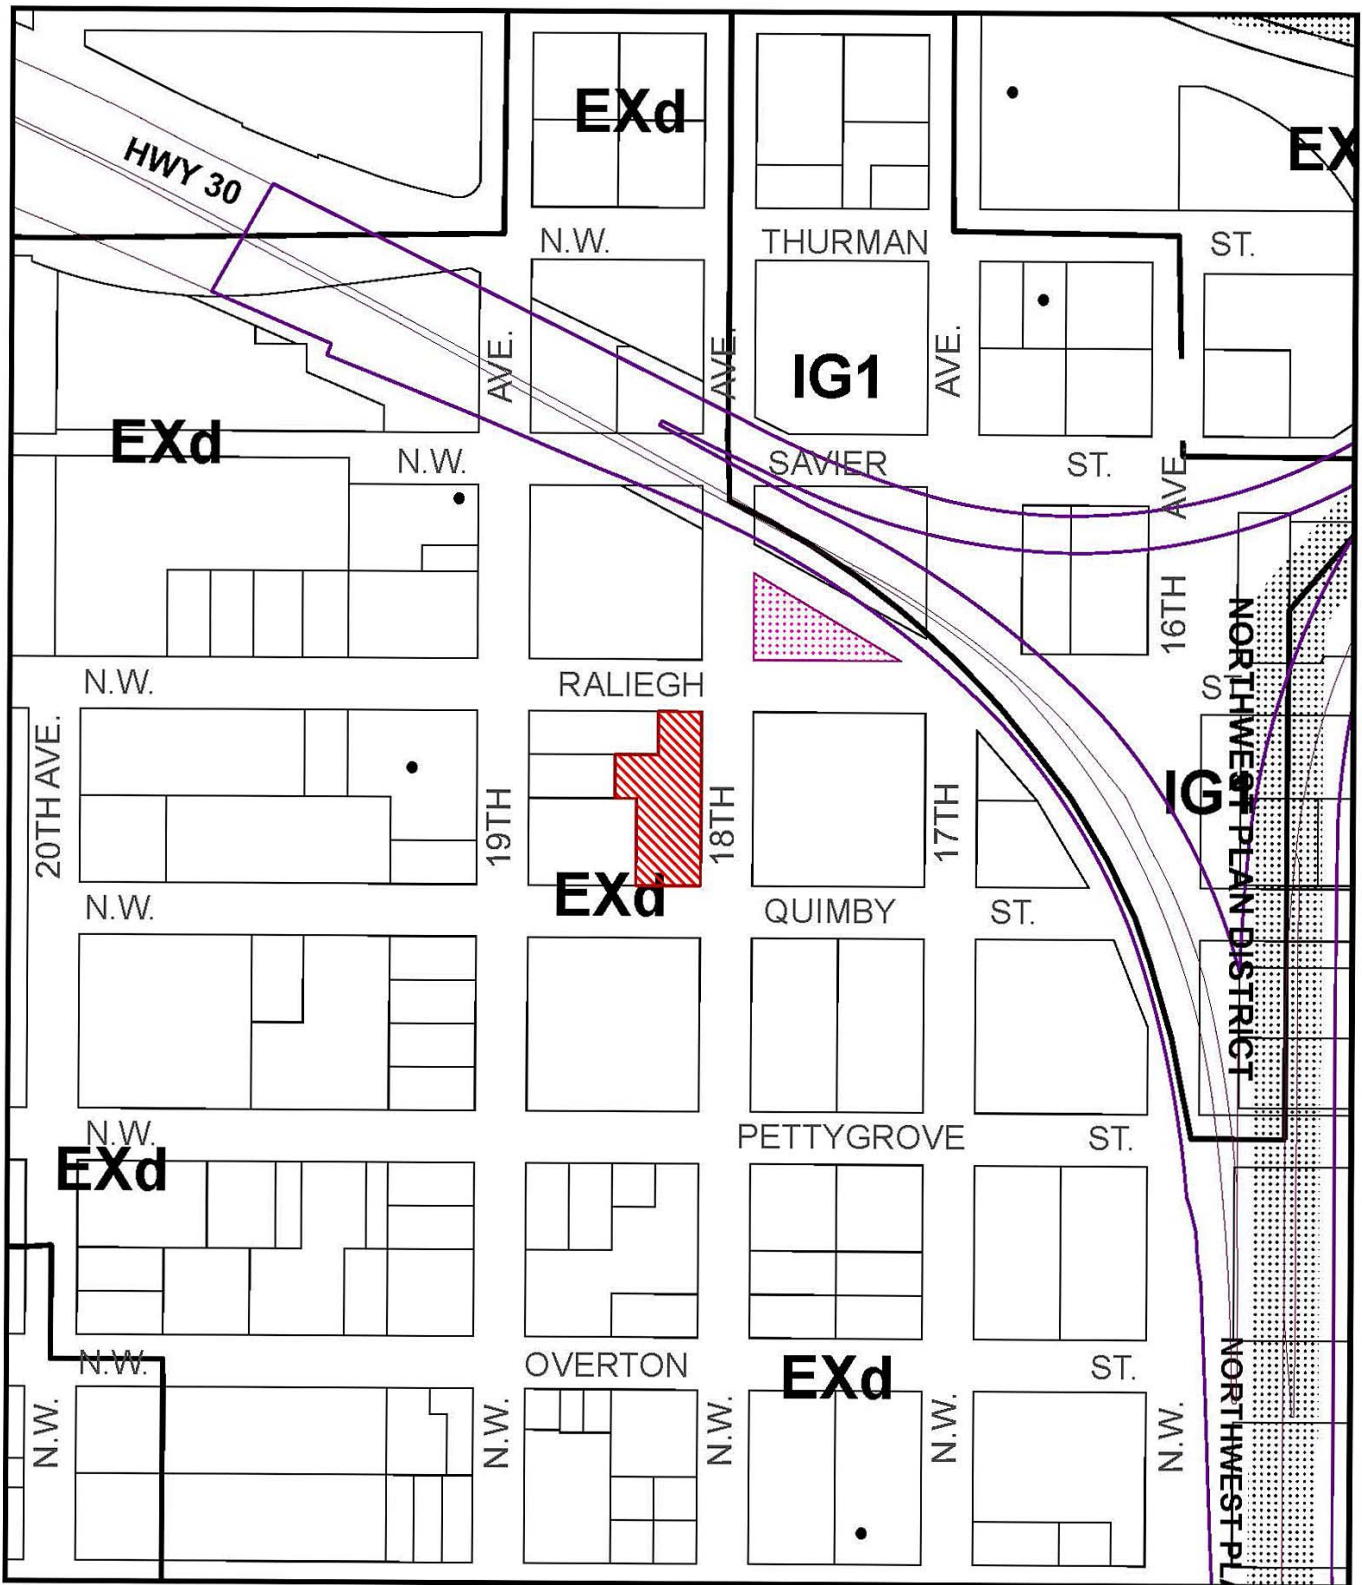 EXd
EX
HWY 30
N.W.
THURMAN
ST.
AVE.
AVE.
AVE.
IG1
EXd
N.W.
SAVIER
ST.
AVE.
16TH
N.W.
RALIEGH
ST.
20TH AVE.
19TH
18TH
17TH
IG1
NORTHWEST PLAN DISTRICT
EXd
N.W.
QUIMBY
ST.
N.W.
PETTYGROVE
ST.
EXd
N.W.
OVERTON
ST.
EXd
N.W.
N.W.
N.W.
N.W.
N.W.
NORTHWEST PLA